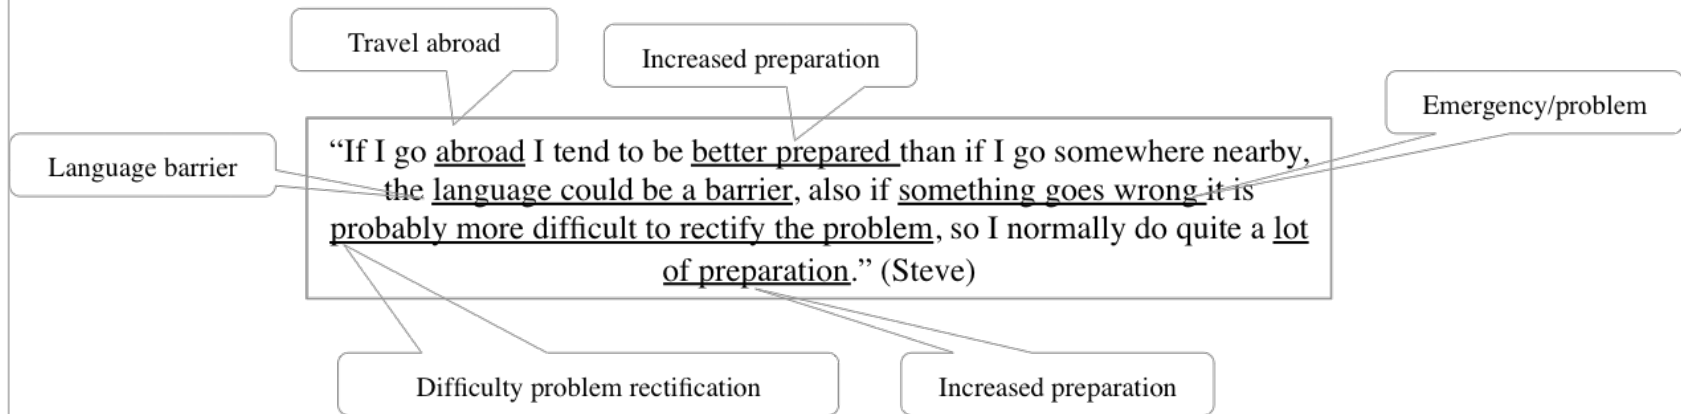 Travel abroad
Increased preparation
Emergency/problem
Language barrier
“If I go abroad I tend to be better prepared than if I go somewhere nearby,
the language could be a barrier, also if something goes wrong it is
probably more difficult to rectify the problem, so I normally do quite a lot
of preparation.” (Steve)
Difficulty problem rectification
Increased preparation